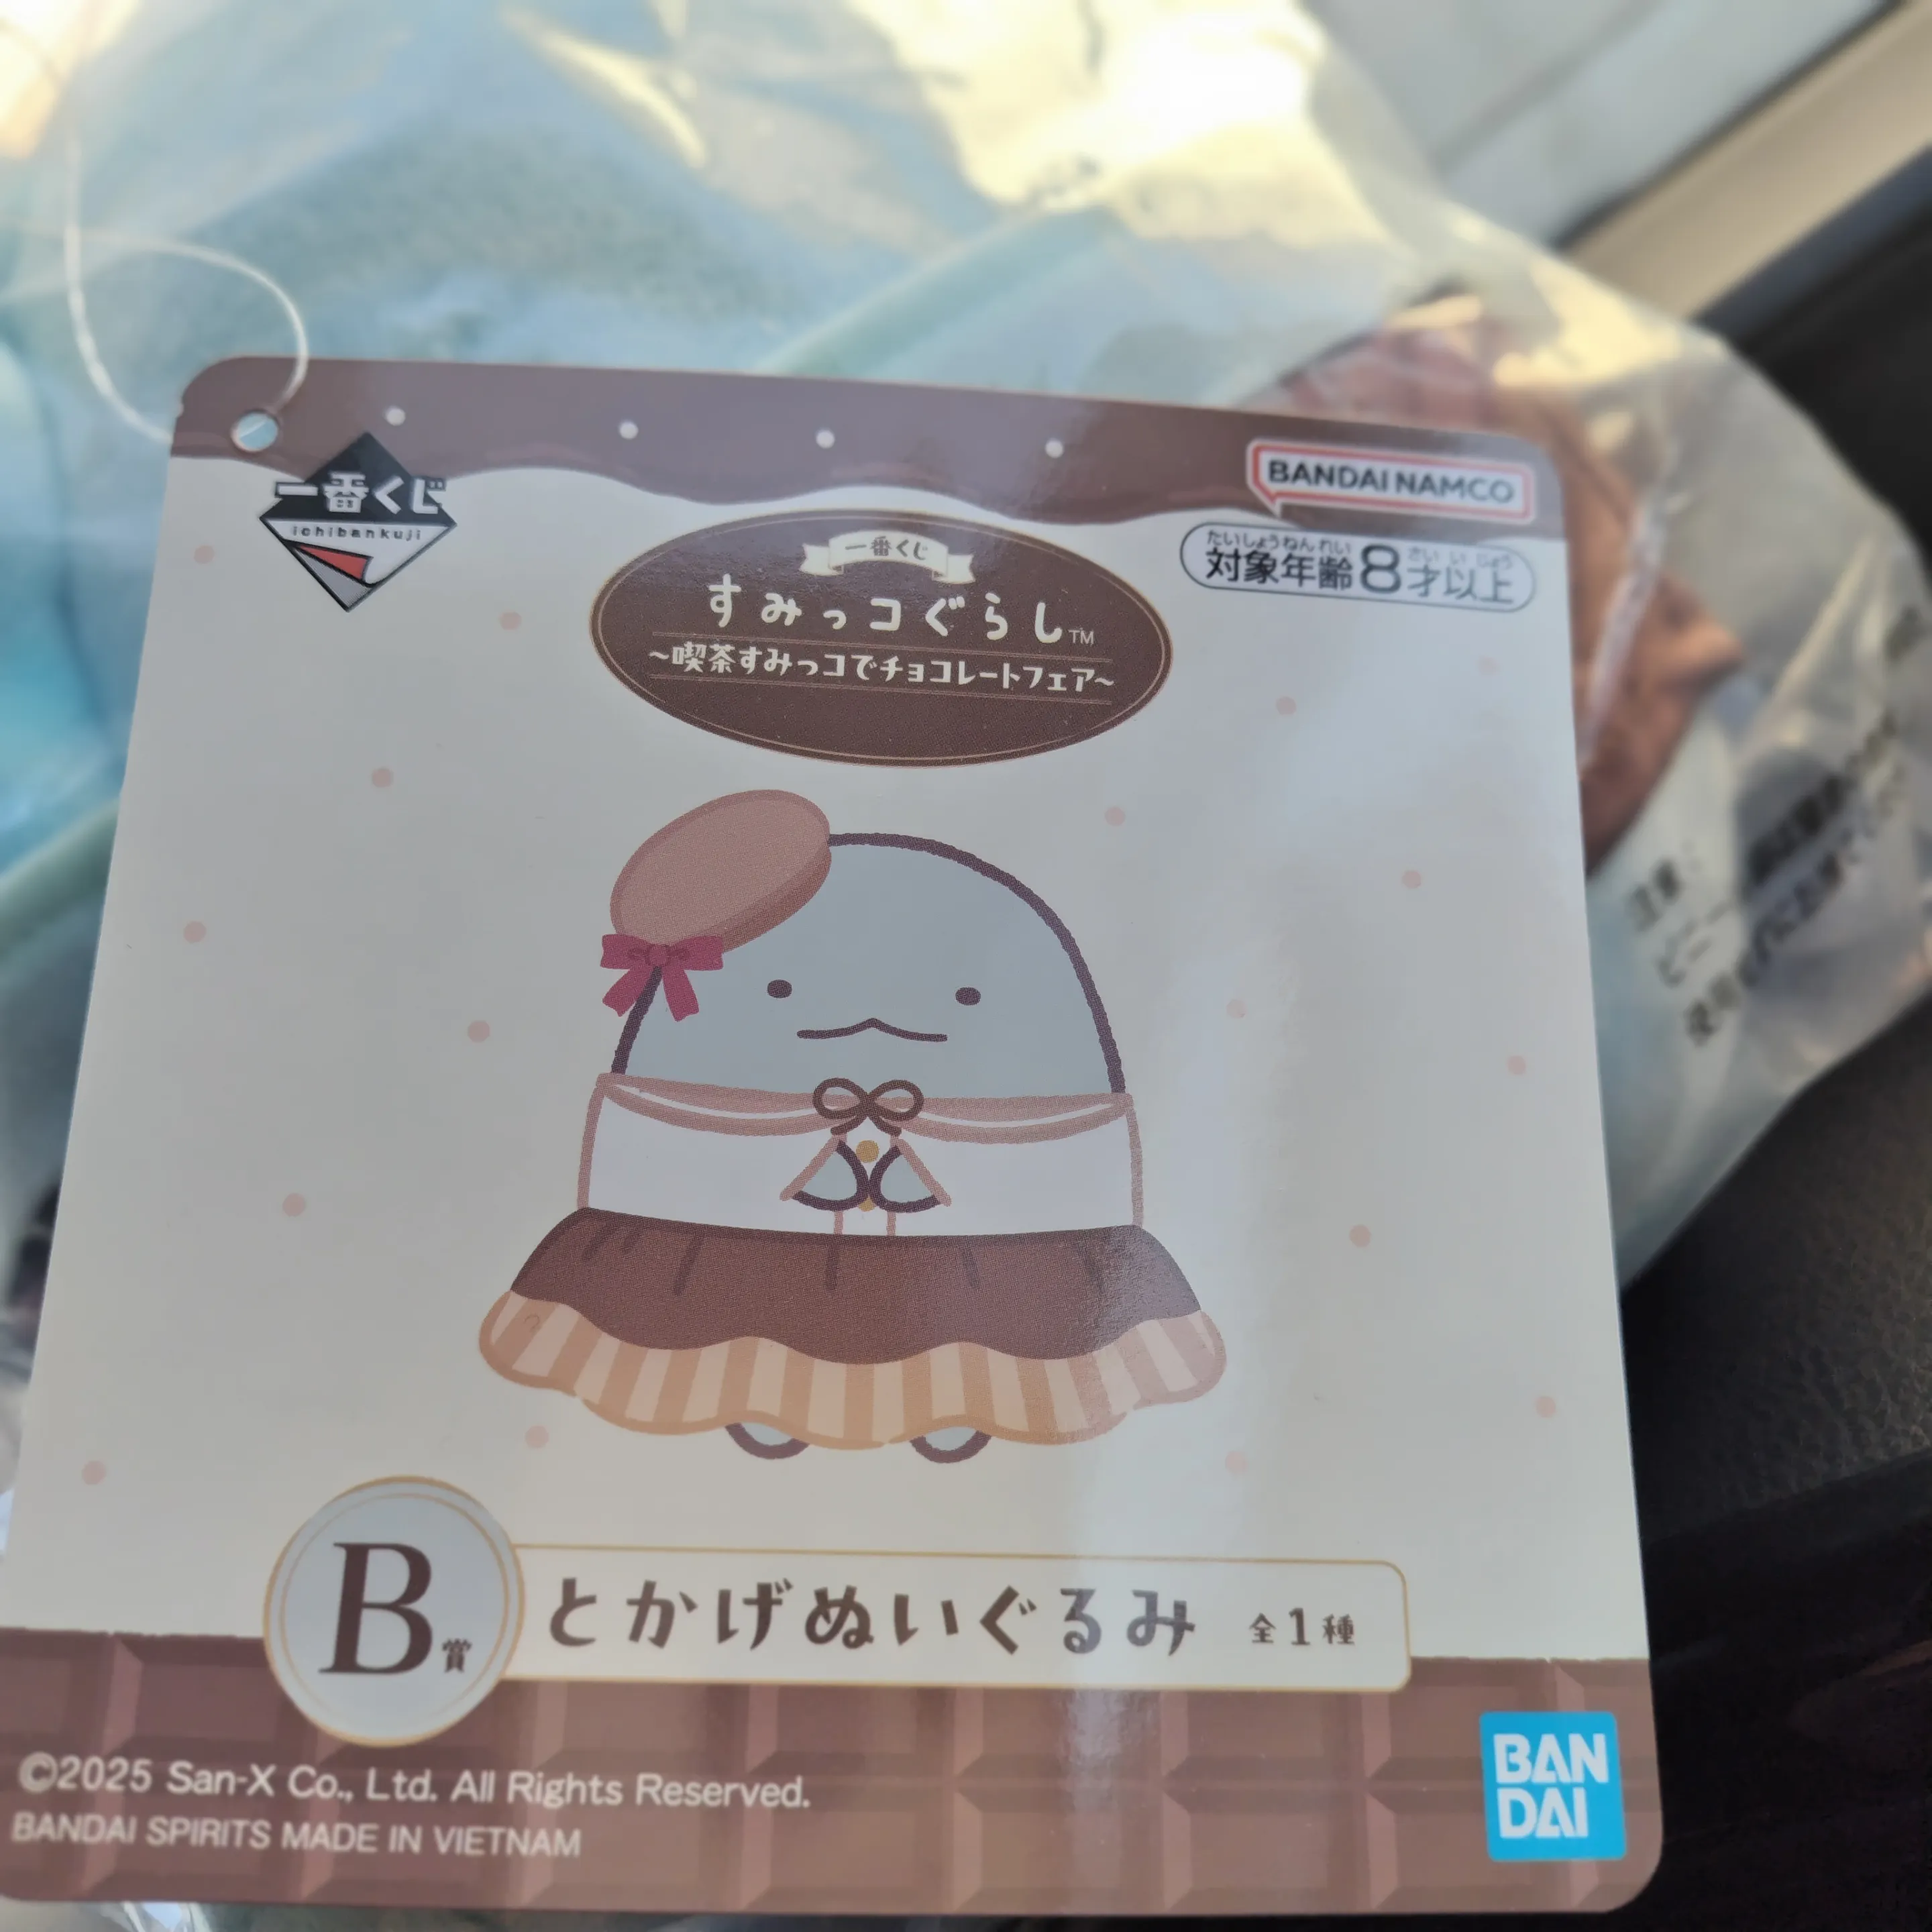 一番くじ
ichibankuji
BANDAI NAMCO
たいしょうねんれい さい い じょう
対象年齢8才以上
一番くじ
すみっコぐらし™
～喫茶すみっコでチョコレートフェア～
B賞
とかげぬいぐるみ 全1種
©2025 San-X Co., Ltd. All Rights Reserved.
BANDAI SPIRITS MADE IN VIETNAM
BAN
DAI